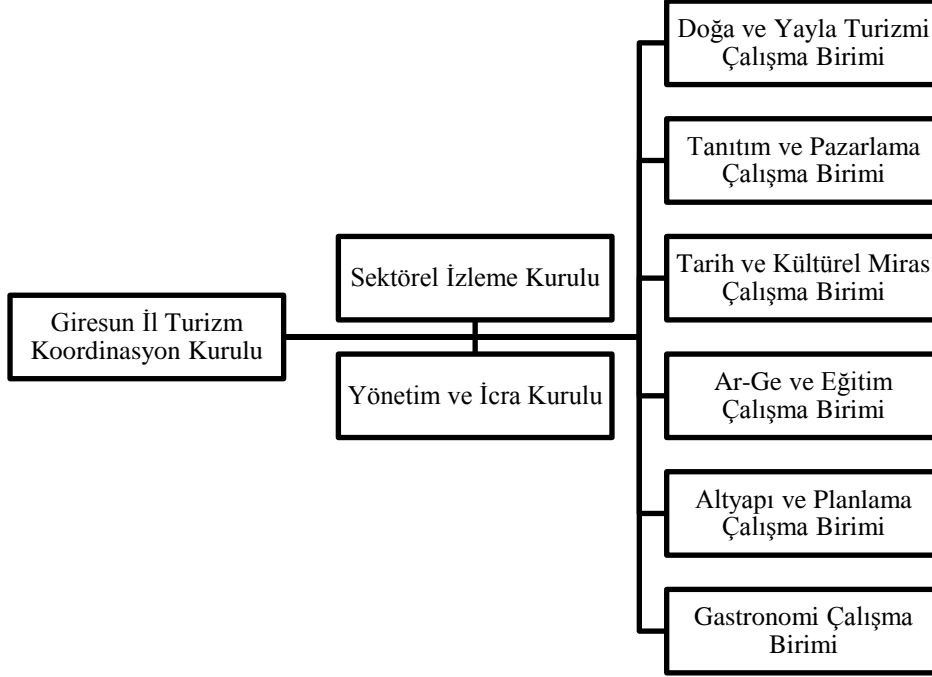 Giresun İl Turizm
Koordinasyon Kurulu
Sektörel İzleme Kurulu
Yönetim ve İcra Kurulu
Doğa ve Yayla Turizmi
Çalışma Birimi
Tanıtım ve Pazarlama
Çalışma Birimi
Tarih ve Kültürel Miras
Çalışma Birimi
Ar-Ge ve Eğitim
Çalışma Birimi
Altyapı ve Planlama
Çalışma Birimi
Gastronomi Çalışma
Birimi